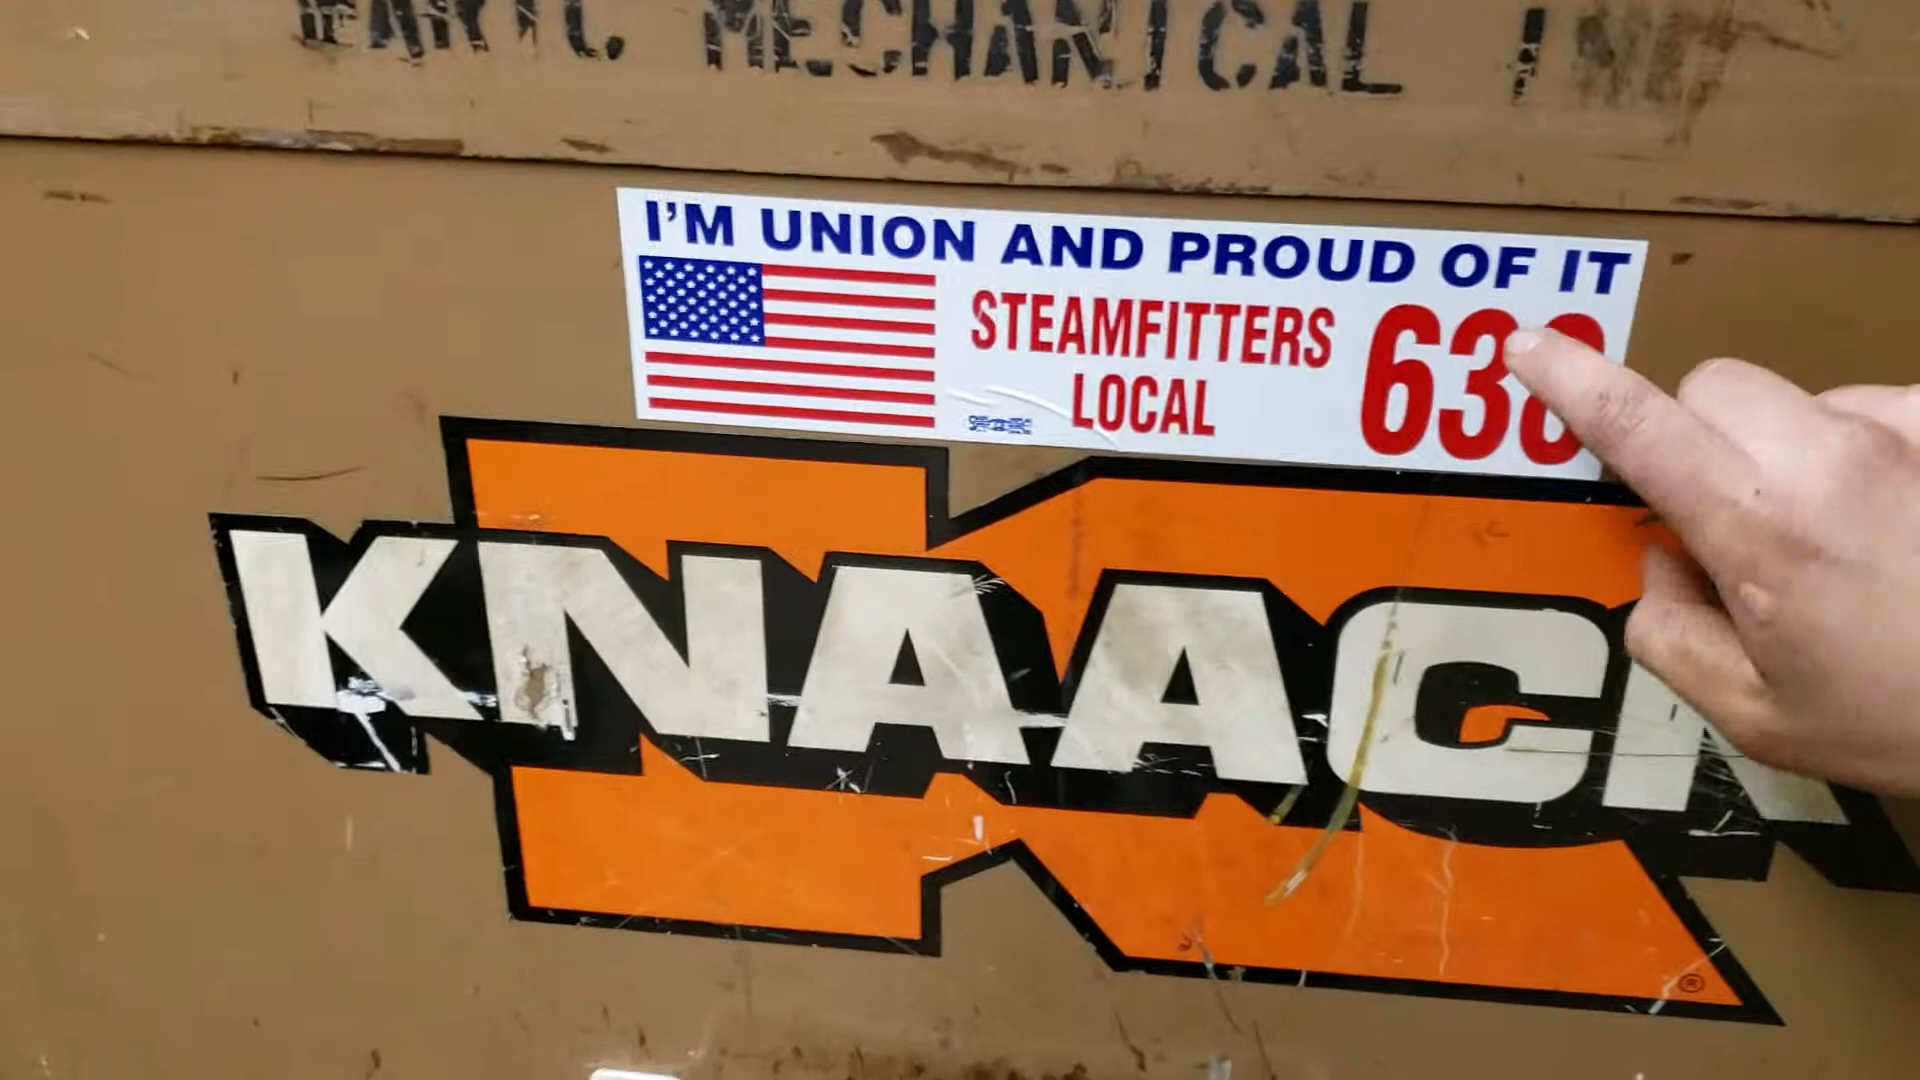 MECHANICAL
I'M UNION AND PROUD OF IT
STEAMFITTERS
LOCAL
638
KNAACK
®